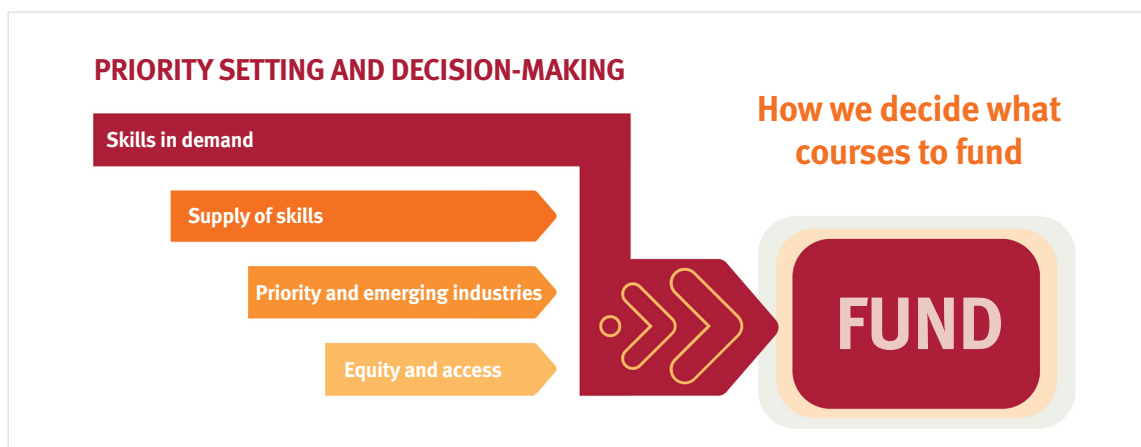 PRIORITY SETTING AND DECISION-MAKING
How we decide what
courses to fund
Skills in demand
Supply of skills
Priority and emerging industries
Equity and access
FUND